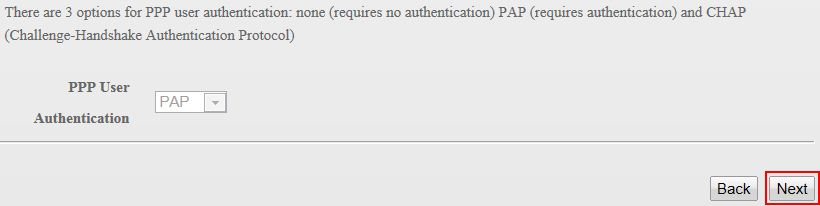 There are 3 options for PPP user authentication: none (requires no authentication) PAP (requires authentication) and CHAP
(Challenge-Handshake Authentication Protocol)
PPP User
Authentication
PAP
Back
Next